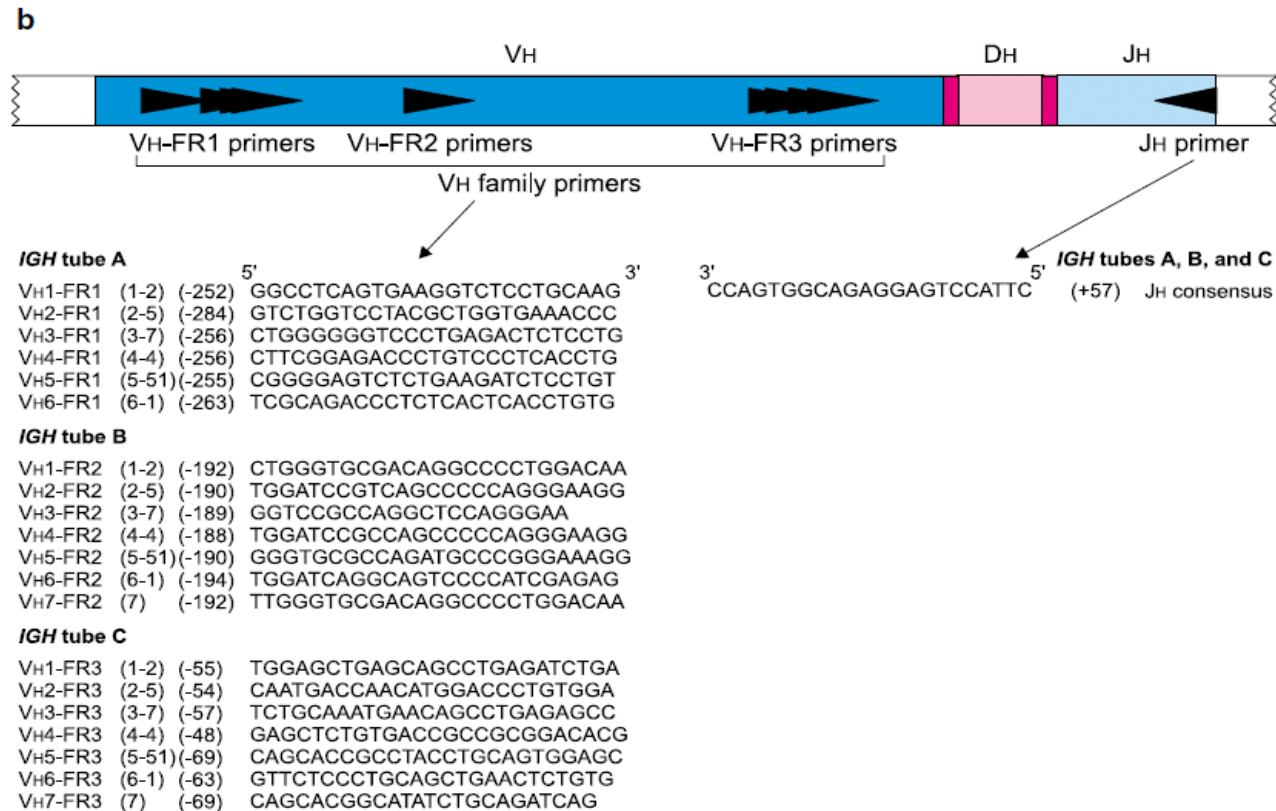 b
VH DH JH
VH-FR1 primers VH-FR2 primers VH-FR3 primers JH primer
VH family primers
IGH tube A 5' 3' 3' 5' IGH tubes A, B, and C
VH1-FR1 (1-2) (-252) GGCCTCAGTGAAGGTCTCCTGCAAG CCAGTGGCAGAGGAGTCCATTC (+57) JH consensus
VH2-FR1 (2-5) (-284) GTCTGGTCCTACGCTGGTGAAACCC
VH3-FR1 (3-7) (-256) CTGGGGGGTCCCTGAGACTCTCCTG
VH4-FR1 (4-4) (-256) CTTCGGAGACCCTGTCCCTCACCTG
VH5-FR1 (5-51) (-255) CGGGGAGTCTCTGAAGATCTCCTGT
VH6-FR1 (6-1) (-263) TCGCAGACCCTCTCACTCACCTGTG
IGH tube B
VH1-FR2 (1-2) (-192) CTGGGTGCGACAGGCCCCTGGACAA
VH2-FR2 (2-5) (-190) TGGATCCGTCAGCCCCCAGGGAAGG
VH3-FR2 (3-7) (-189) GGTCCGCCAGGCTCCAGGGAA
VH4-FR2 (4-4) (-188) TGGATCCGCCAGCCCCCAGGGAAGG
VH5-FR2 (5-51) (-190) GGGTGCGCCAGATGCCCGGGAAAGG
VH6-FR2 (6-1) (-194) TGGATCAGGCAGTCCCCATCGAGAG
VH7-FR2 (7) (-192) TTGGGTGCGACAGGCCCCTGGACAA
IGH tube C
VH1-FR3 (1-2) (-55) TGGAGCTGAGCAGCCTGAGATCTGA
VH2-FR3 (2-5) (-54) CAATGACCAACATGGACCCTGTGGA
VH3-FR3 (3-7) (-57) TCTGCAAATGAACAGCCTGAGAGCC
VH4-FR3 (4-4) (-48) GAGCTCTGTGACCGCCGCGGACACG
VH5-FR3 (5-51) (-69) CAGCACCGCCTACCTGCAGTGGAGC
VH6-FR3 (6-1) (-63) GTTCTCCCTGCAGCTGAACTCTGTG
VH7-FR3 (7) (-69) CAGCACGGCATATCTGCAGATCAG